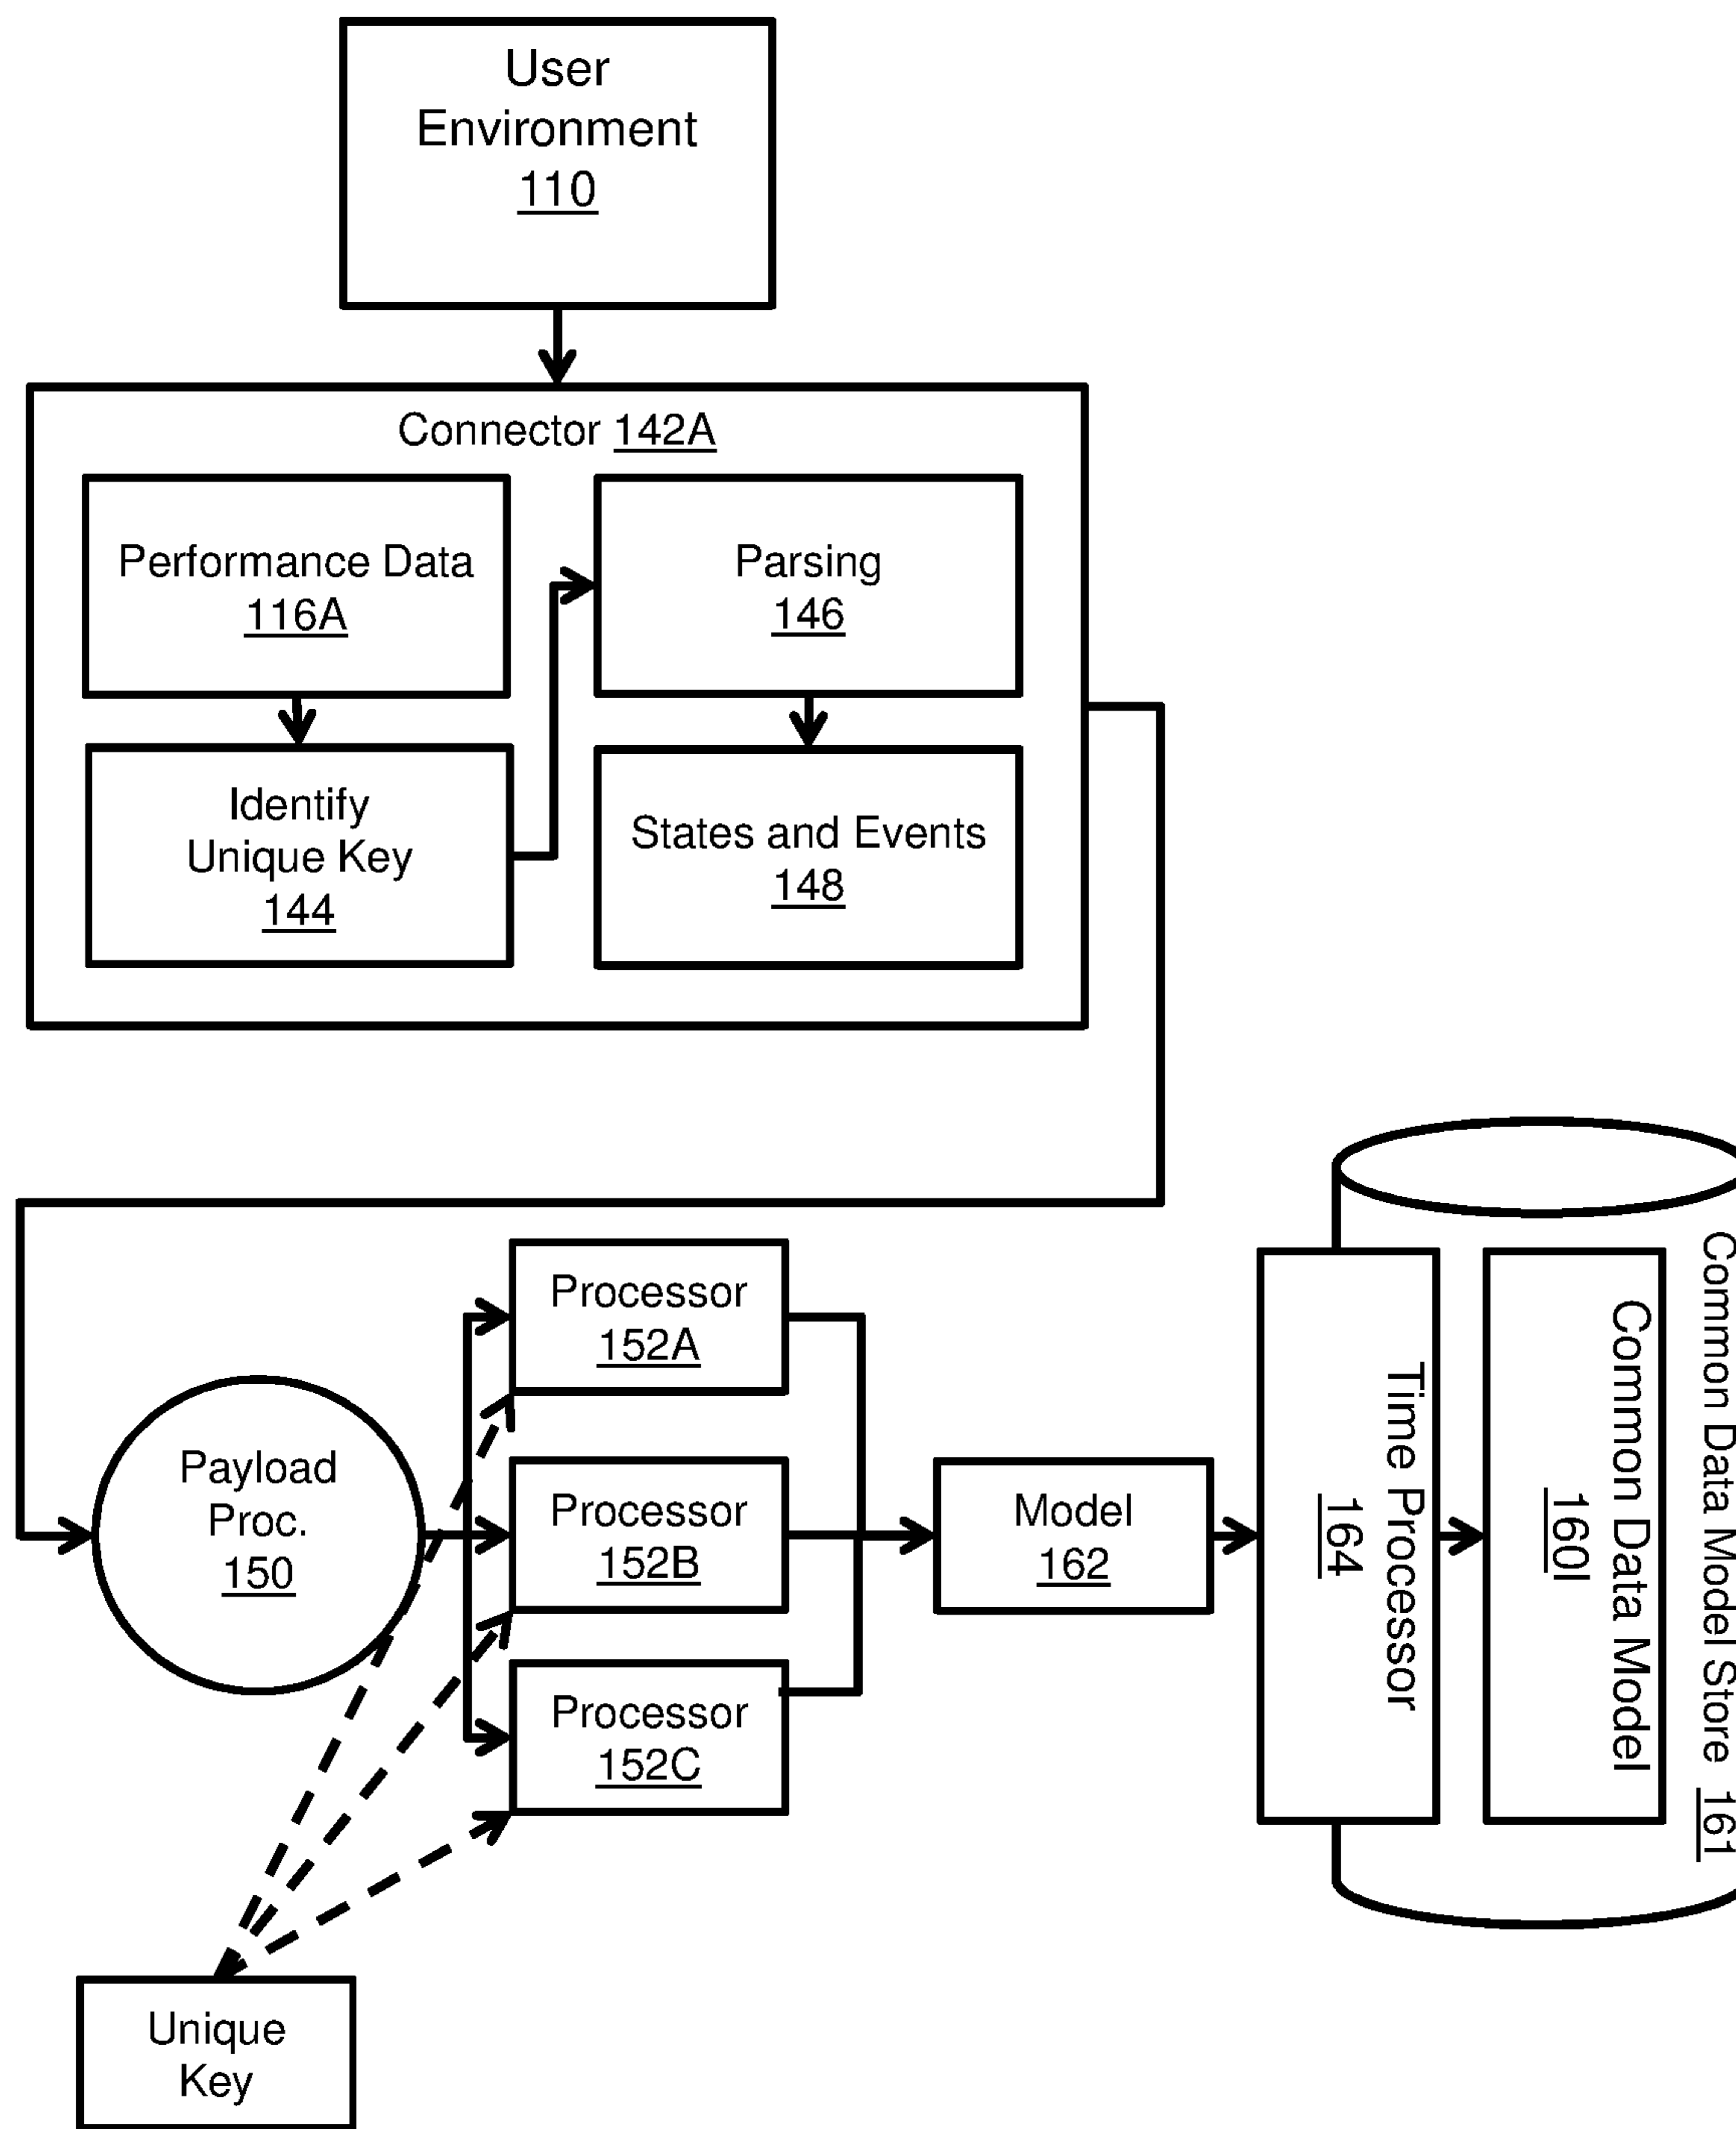 User
Environment
110
Connector 142A
Performance Data
116A
Identify
Unique Key
144
Parsing
146
States and Events
148
Payload
Proc.
150
Processor
152A
Processor
152B
Processor
152C
Model
162
Time Processor
164
Common Data Model
160I
Common Data Model Store 161
Unique
Key